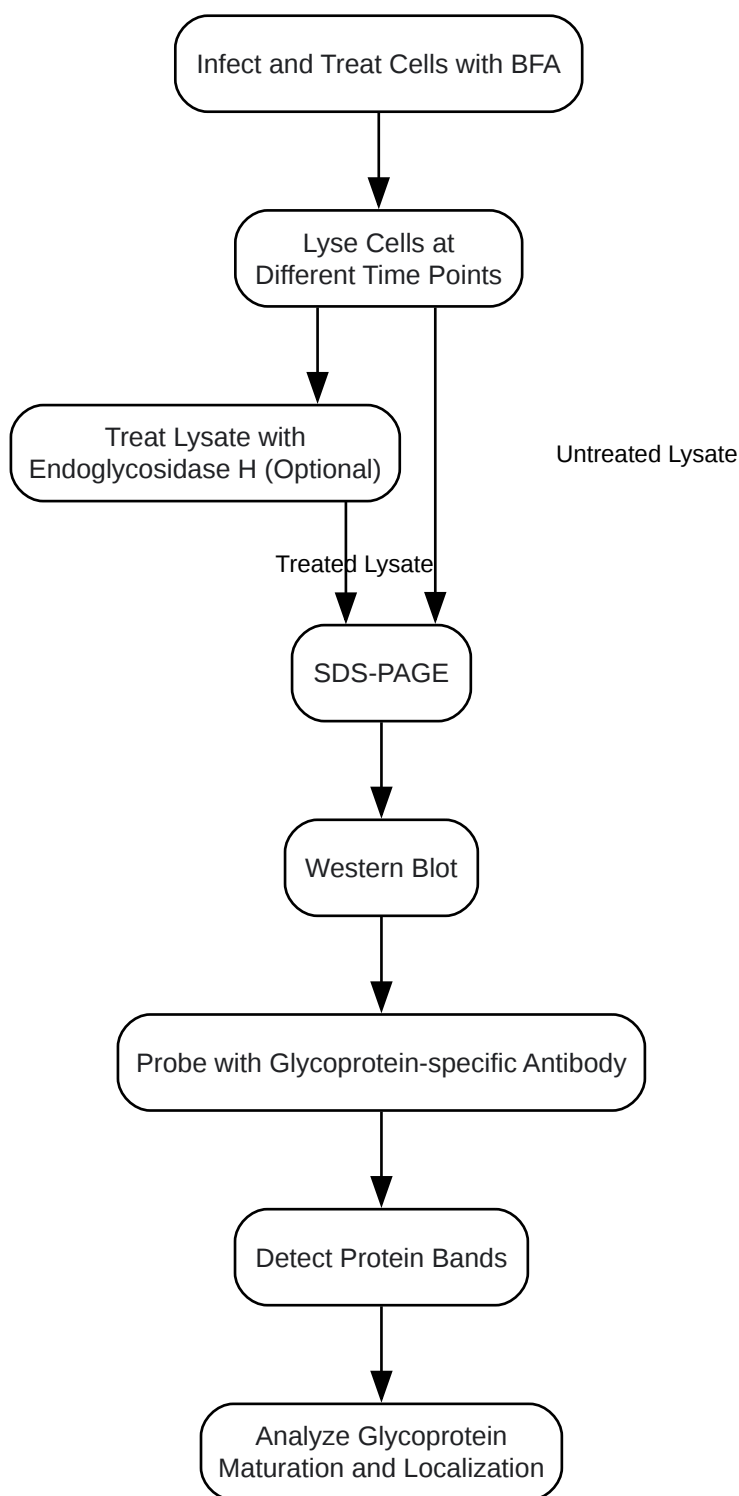 Infect and Treat Cells with BFA
Lyse Cells at
Different Time Points
Treat Lysate with
Endoglycosidase H (Optional)
Untreated Lysate
Treated Lysate
SDS-PAGE
Western Blot
Probe with Glycoprotein-specific Antibody
Detect Protein Bands
Analyze Glycoprotein
Maturation and Localization